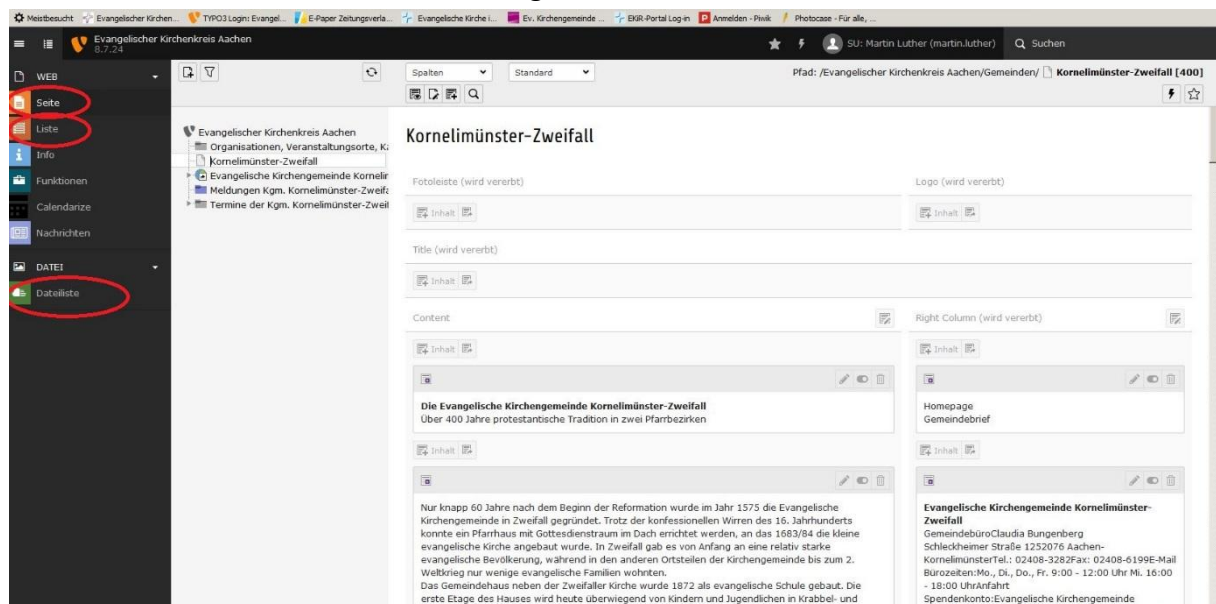 Meistbesucht Evangelischer Kirchen... TYPO3 Login: Evangel... E-Paper Zeitungsverla... Evangelische Kirche i... Ev. Kirchengemeinde ... EKiR-Portal Log-in Anmelden - Piwik Photocase - Für alle, ...
Evangelischer Kirchenkreis Aachen
8.7.24
SU: Martin Luther (martin.luther)
Suchen
WEB
Seite
Liste
Info
Funktionen
Calendarize
Nachrichten
DATEI
Dateiliste
Evangelischer Kirchenkreis Aachen
Organisationen, Veranstaltungsorte, Ka
Kornelimünster-Zweifall
Evangelische Kirchengemeinde Kornelir
Meldungen Kgm. Kornelimünster-Zweifa
Termine der Kgm. Kornelimünster-Zweif
Spalten Standard
Pfad: /Evangelischer Kirchenkreis Aachen/Gemeinden/ Kornelimünster-Zweifall [400]
Kornelimünster-Zweifall
Fotoleiste (wird vererbt)
Inhalt
Logo (wird vererbt)
Inhalt
Title (wird vererbt)
Inhalt
Content
Inhalt
Die Evangelische Kirchengemeinde Kornelimünster-Zweifall
Über 400 Jahre protestantische Tradition in zwei Pfarrbezirken
Inhalt
Nur knapp 60 Jahre nach dem Beginn der Reformation wurde im Jahr 1575 die Evangelische
Kirchengemeinde in Zweifall gegründet. Trotz der konfessionellen Wirren des 16. Jahrhunderts
konnte ein Pfarrhaus mit Gottesdienstraum im Dach errichtet werden, an das 1683/84 die kleine
evangelische Kirche angebaut wurde. In Zweifall gab es von Anfang an eine relativ starke
evangelische Bevölkerung, während in den anderen Ortsteilen der Kirchengemeinde bis zum 2.
Weltkrieg nur wenige evangelische Familien wohnten.
Das Gemeindehaus neben der Zweifaller Kirche wurde 1872 als evangelische Schule gebaut. Die
erste Etage des Hauses wird heute überwiegend von Kindern und Jugendlichen in Krabbel- und
Right Column (wird vererbt)
Inhalt
Homepage
Gemeindebrief
Inhalt
Evangelische Kirchengemeinde Kornelimünster-
Zweifall
GemeindebüroClaudia Bungenberg
Schleckheimer Straße 1252076 Aachen-
KornelimünsterTel.: 02408-3282Fax: 02408-6199E-Mail
Bürozeiten:Mo., Di., Do., Fr. 9:00 - 12:00 Uhr Mi. 16:00
- 18:00 UhrAnfahrt
Spendenkonto:Evangelische Kirchengemeinde